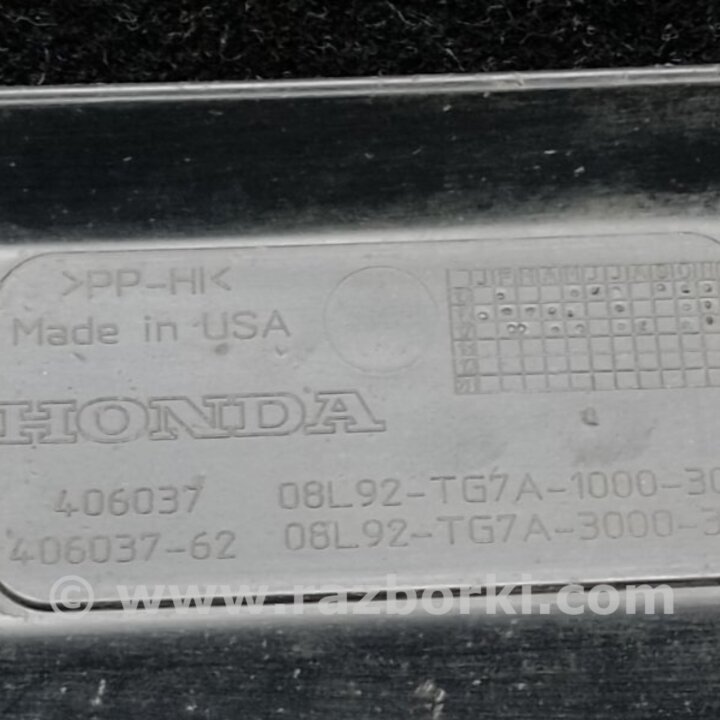 >PP-HI<
Made in USA
J F M A M J J A S O N
HONDA
406037 08L92-TG7A-1000-30
406037-62 08L92-TG7A-3000-3
© www.razborki.com